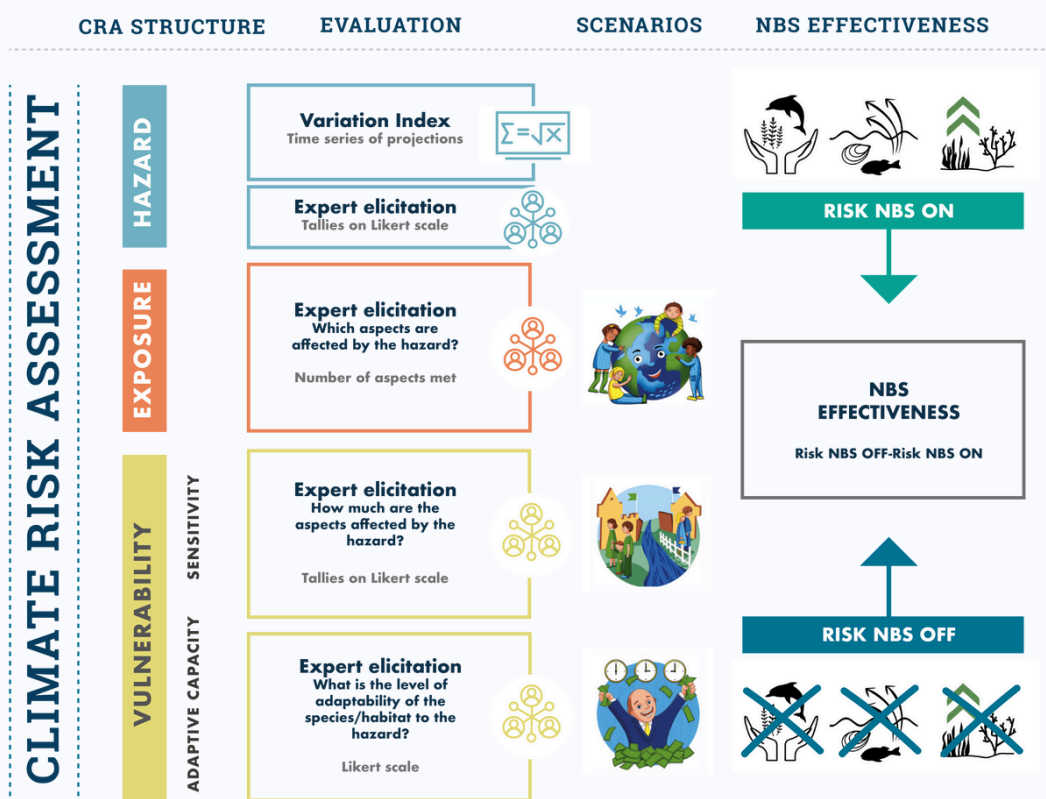 CRA STRUCTURE
EVALUATION
SCENARIOS
NBS EFFECTIVENESS
CLIMATE RISK ASSESSMENT
HAZARD
Variation Index
Time series of projections
Σ=√x
Expert elicitation
Tallies on Likert scale
EXPOSURE
Expert elicitation
Which aspects are
affected by the hazard?
Number of aspects met
VULNERABILITY
SENSITIVITY
Expert elicitation
How much are the
aspects affected by the
hazard?
Tallies on Likert scale
ADAPTIVE CAPACITY
Expert elicitation
What is the level of
adaptability of the
species/habitat to the
hazard?
Likert scale
RISK NBS ON
NBS
EFFECTIVENESS
Risk NBS OFF-Risk NBS ON
RISK NBS OFF